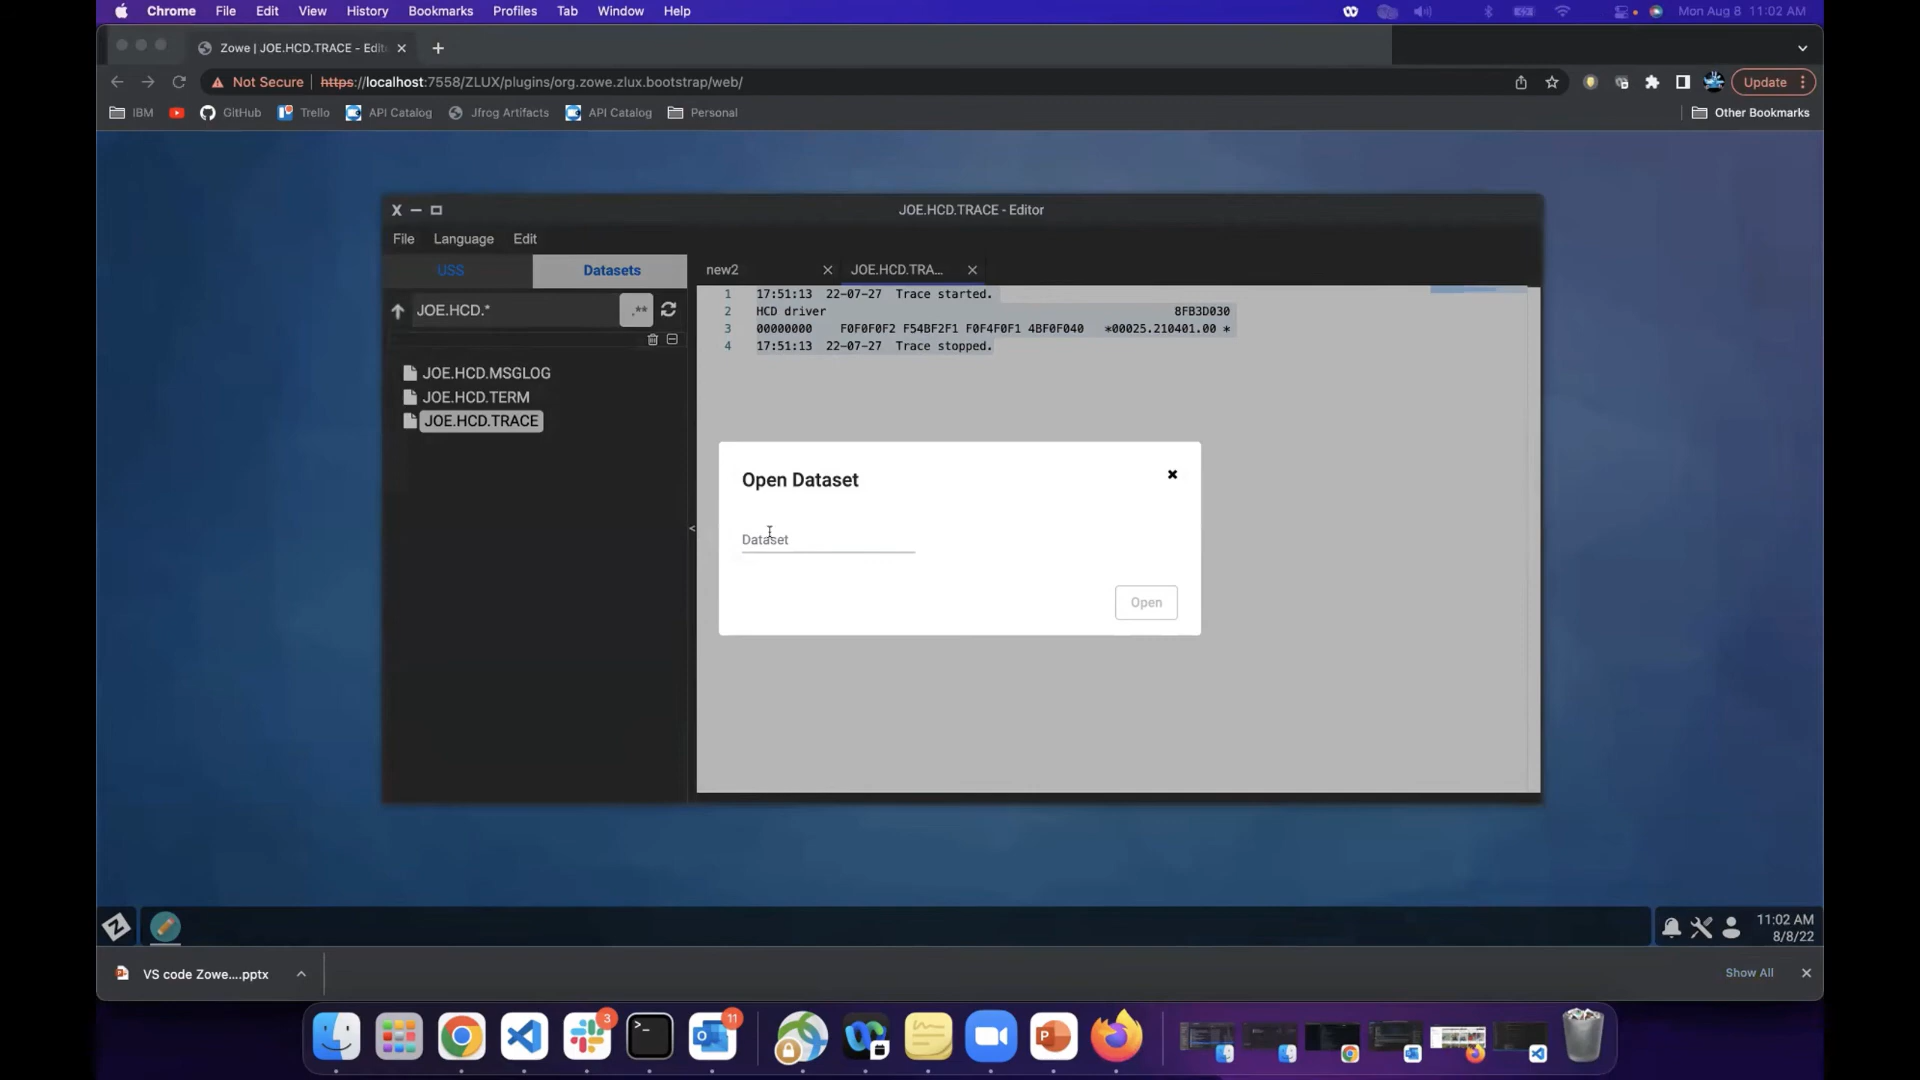 Chrome File Edit View History Bookmarks Profiles Tab Window Help Mon Aug 8 11:02 AM
Zowe | JOE.HCD.TRACE - Edit
Not Secure https://localhost:7558/ZLUX/plugins/org.zowe.zlux.bootstrap/web/ Update
IBM GitHub Trello API Catalog Jfrog Artifacts API Catalog Personal Other Bookmarks
JOE.HCD.TRACE - Editor
File Language Edit
USS Datasets new2 JOE.HCD.TRA...
JOE.HCD.* .**
1 17:51:13 22-07-27 Trace started.
2 HCD driver 8FB3D030
3 00000000 F0F0F0F2 F54BF2F1 F0F4F0F1 4BF0F040 *00025.210401.00 *
4 17:51:13 22-07-27 Trace stopped.
JOE.HCD.MSGLOG
JOE.HCD.TERM
JOE.HCD.TRACE
Open Dataset
Dataset
Open
<
11:02 AM
8/8/22
VS code Zowe....pptx Show All
3
11